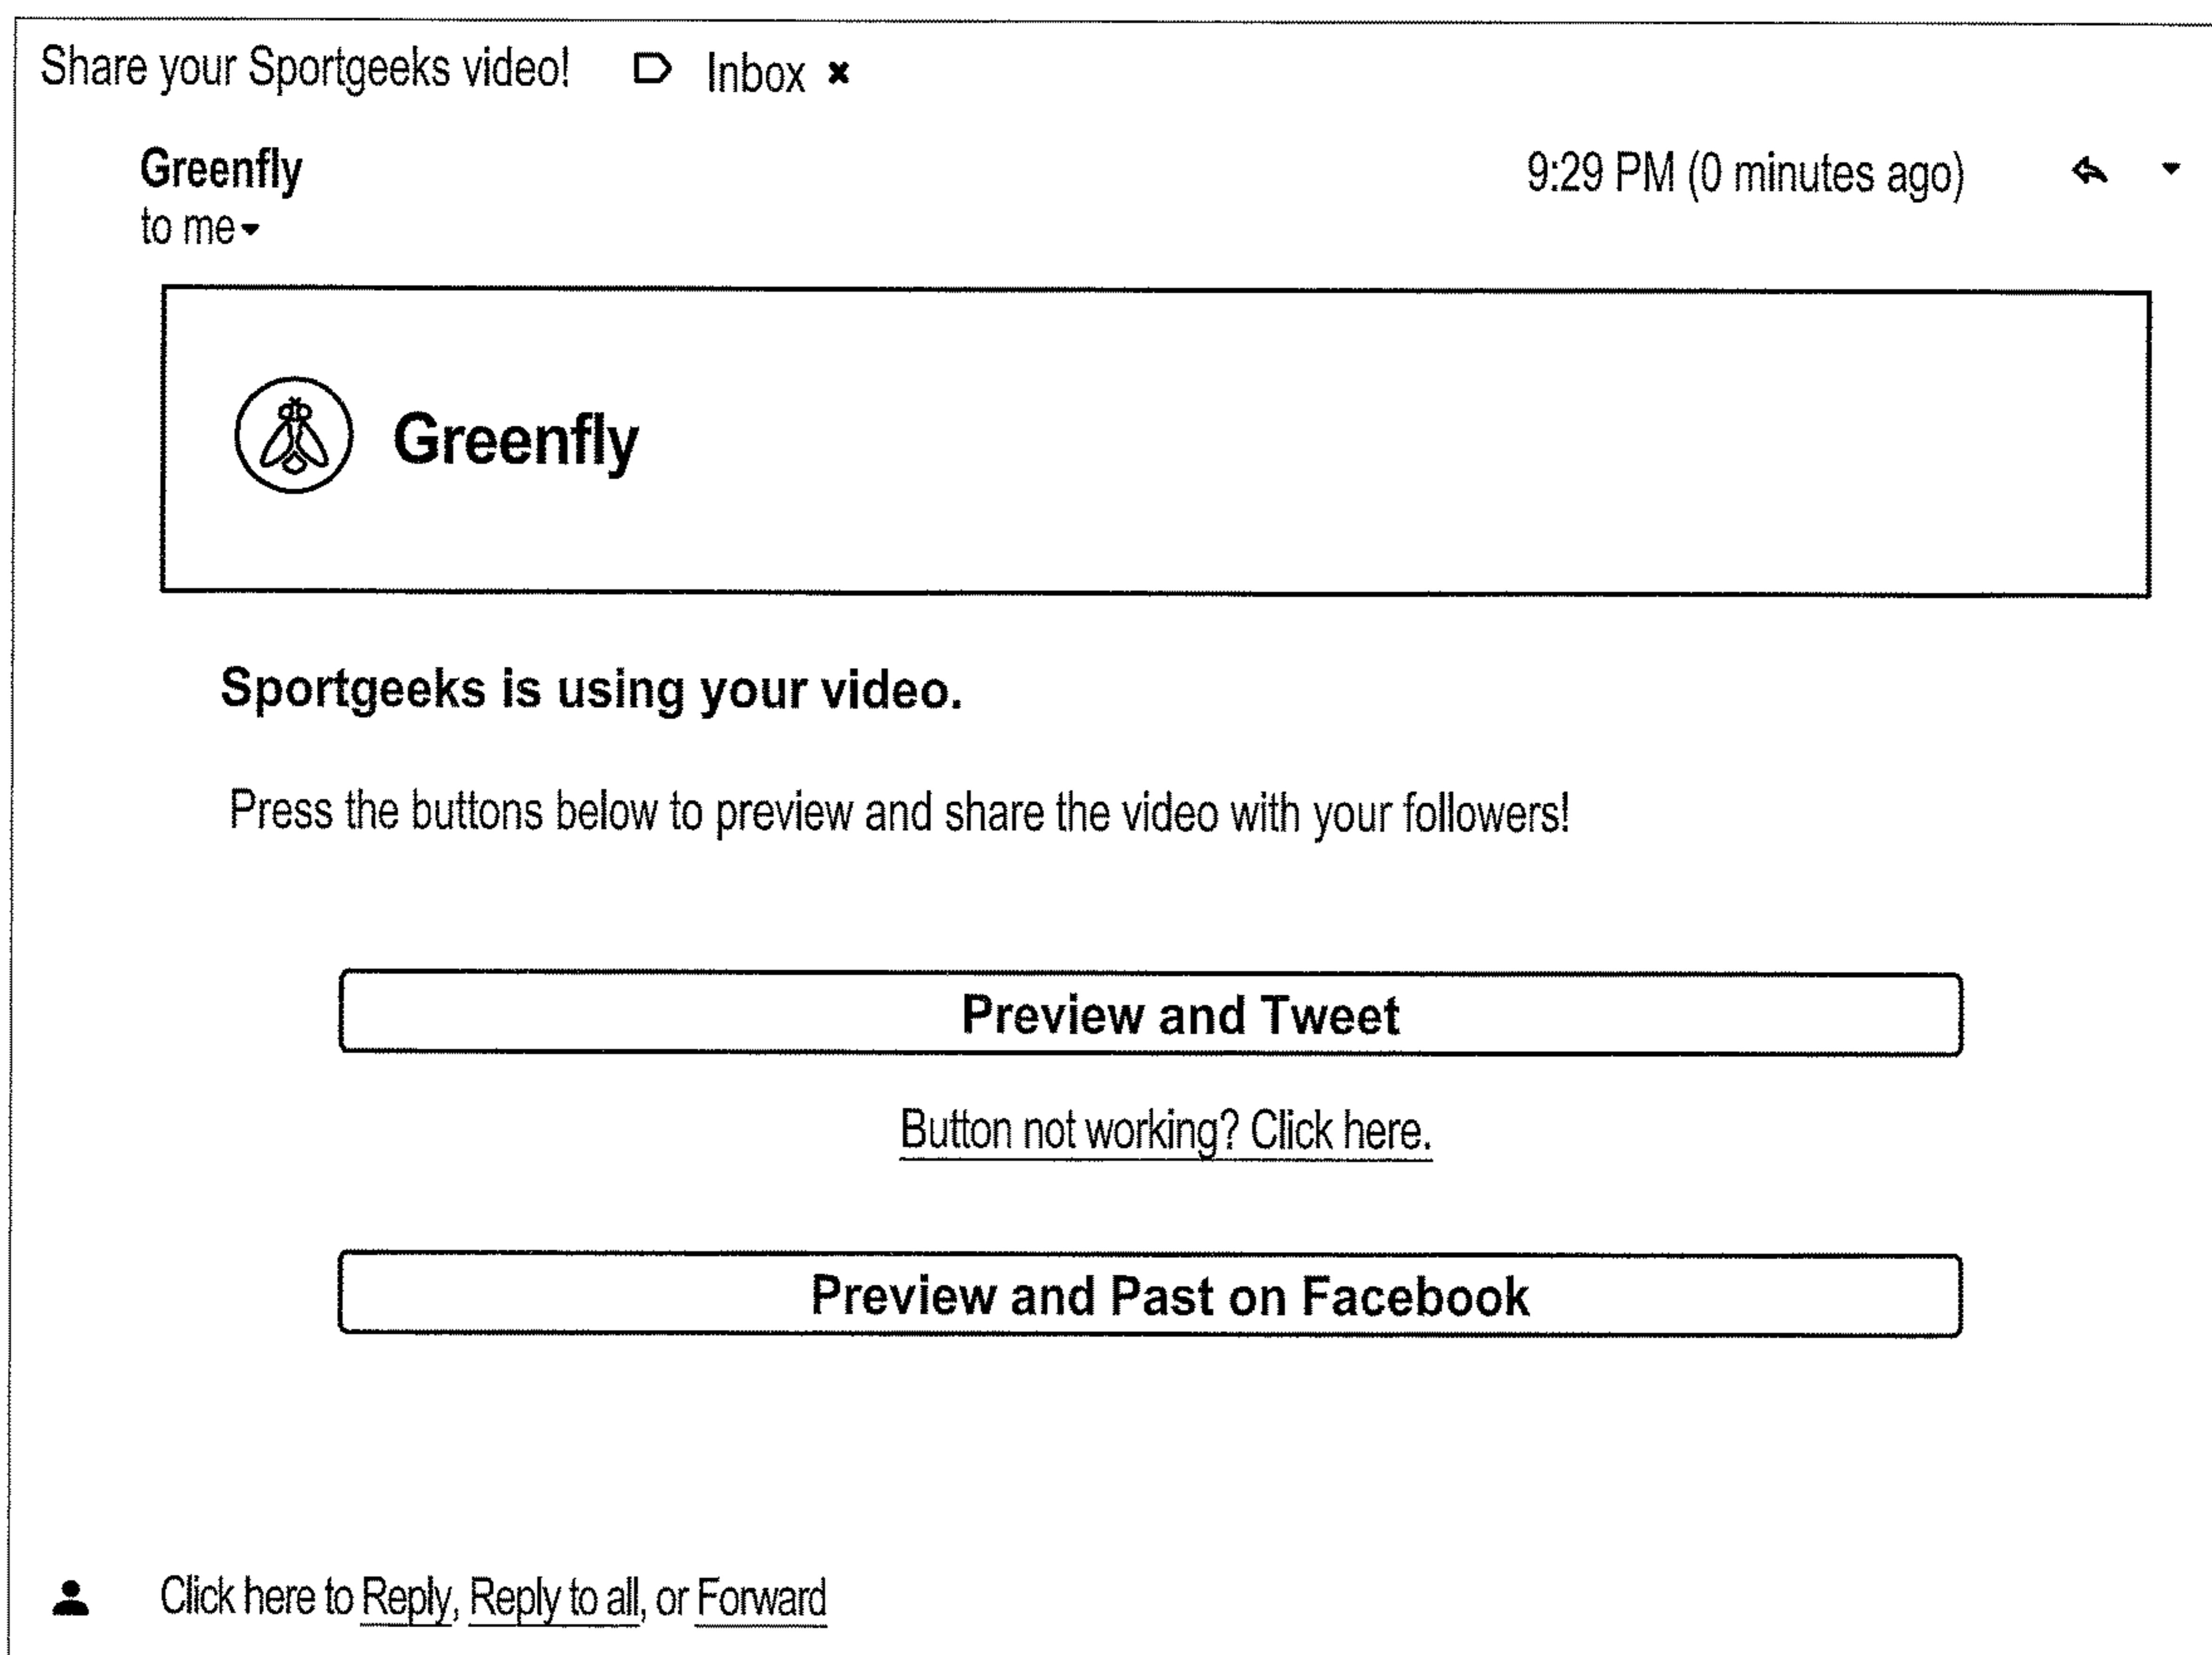 Share your Sportgeeks video! Inbox ×
Greenfly 9:29 PM (0 minutes ago)
to me
Greenfly
Sportgeeks is using your video.
Press the buttons below to preview and share the video with your followers!
Preview and Tweet
Button not working? Click here.
Preview and Past on Facebook
Click here to Reply, Reply to all, or Forward